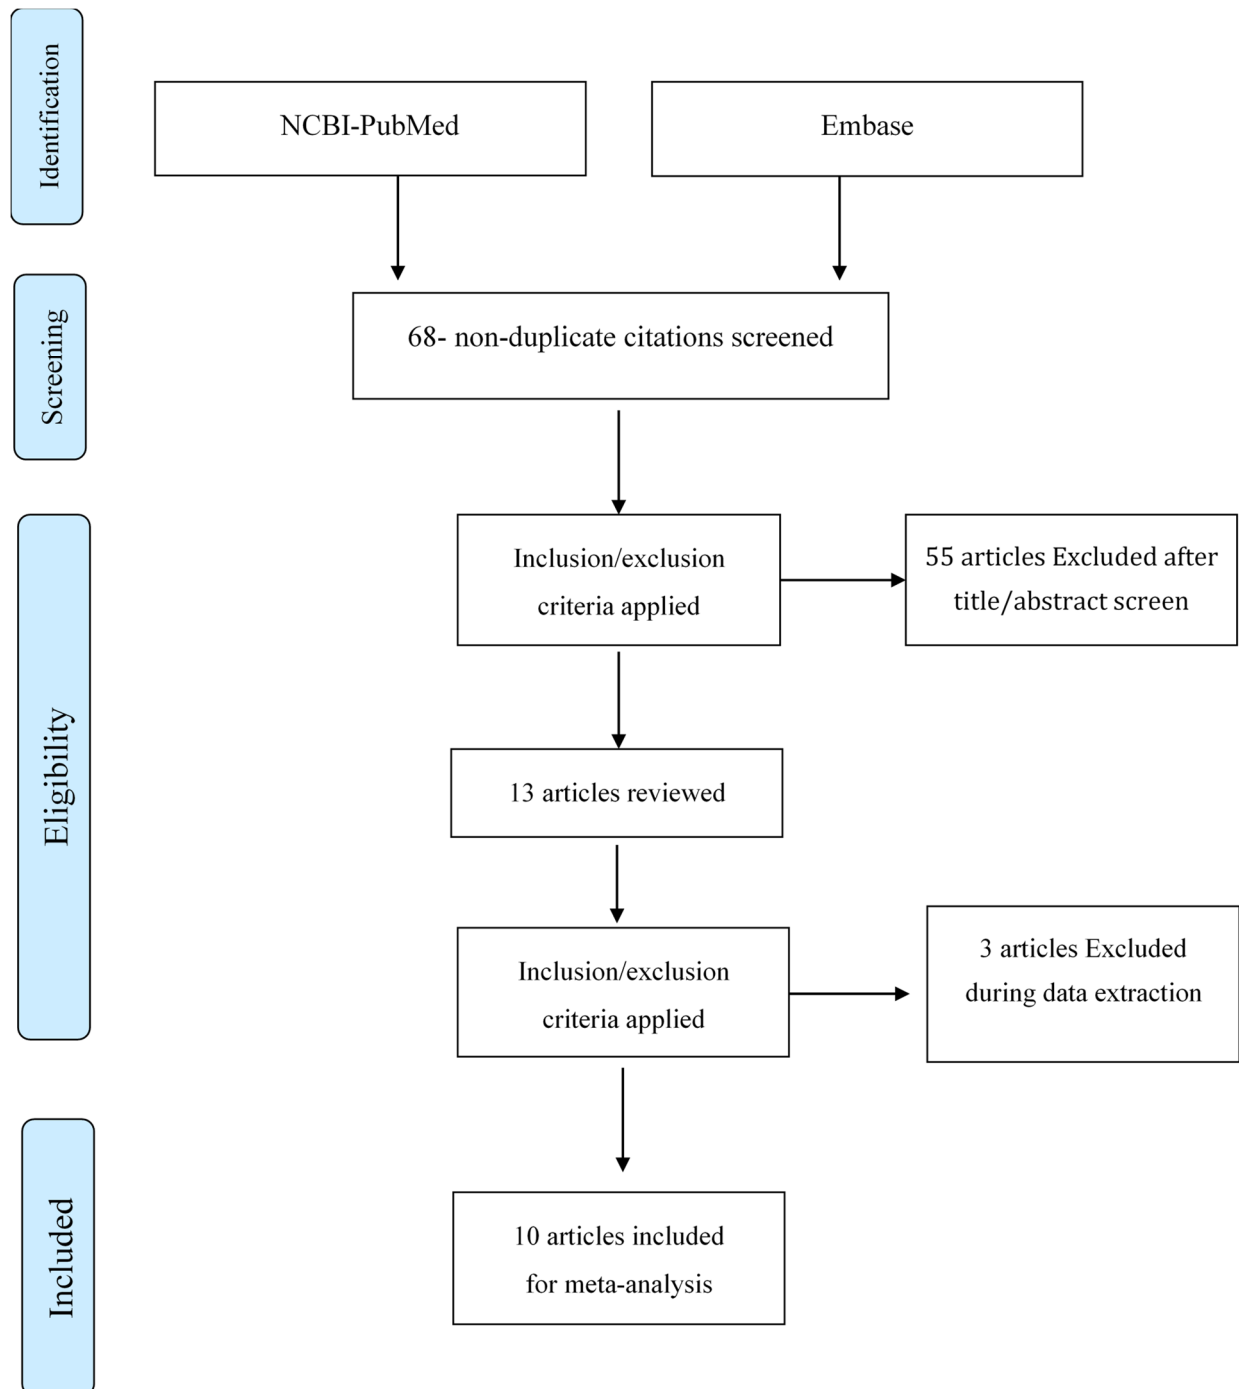 Identification
NCBI-PubMed
Embase
Screening
68- non-duplicate citations screened
Eligibility
Inclusion/exclusion
criteria applied
55 articles Excluded after
title/abstract screen
13 articles reviewed
Inclusion/exclusion
criteria applied
3 articles Excluded
during data extraction
Included
10 articles included
for meta-analysis